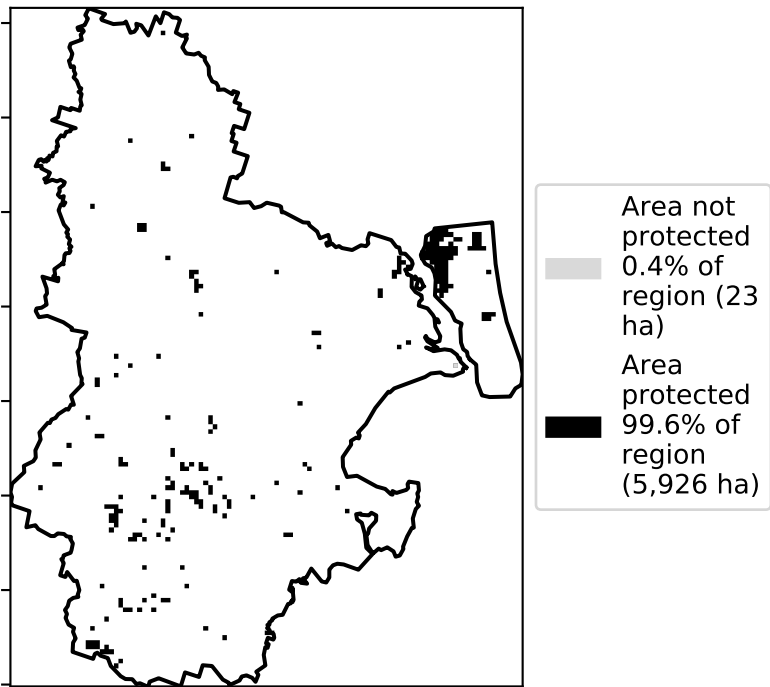 Area not
protected
0.4% of
region (23
ha)
Area
protected
99.6% of
region
(5,926 ha)